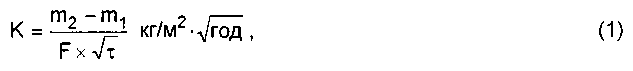 K = (m₂ − m₁) / (F × √τ) кг/м² · √год , (1)